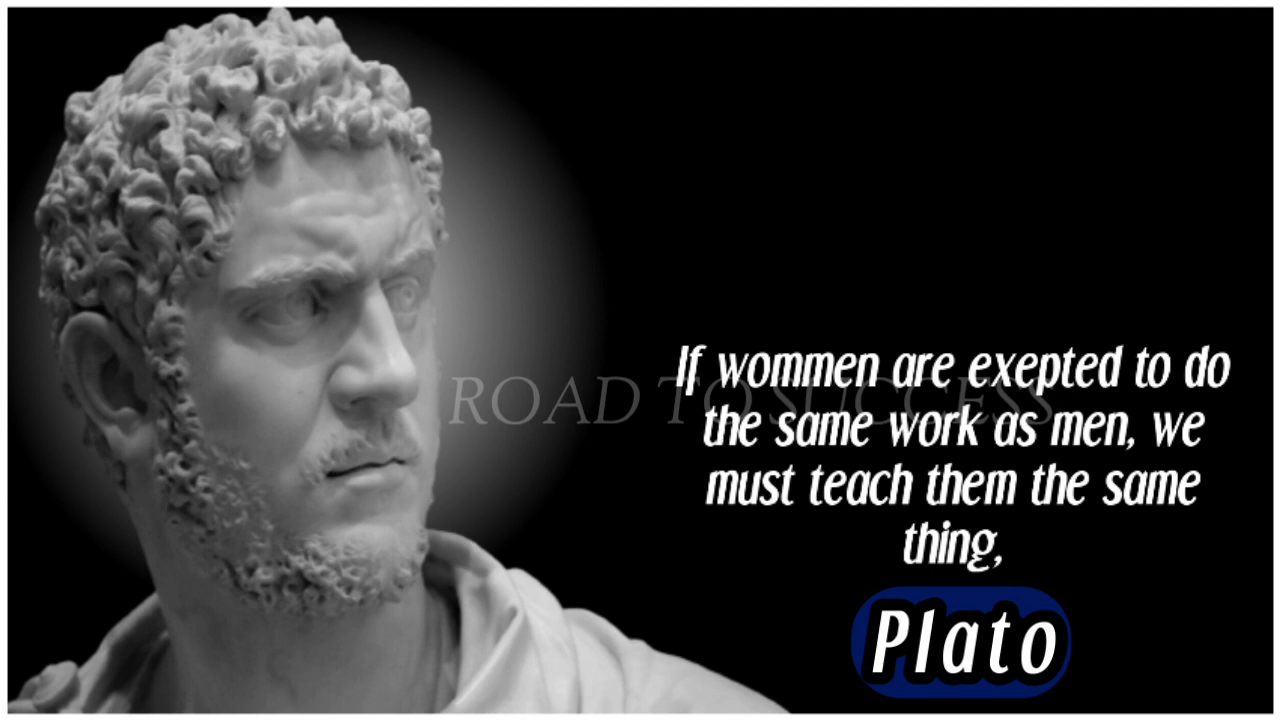 If wommen are exepted to do
the same work as men, we
must teach them the same
thing,
ROAD TO SUCCESS
Plato